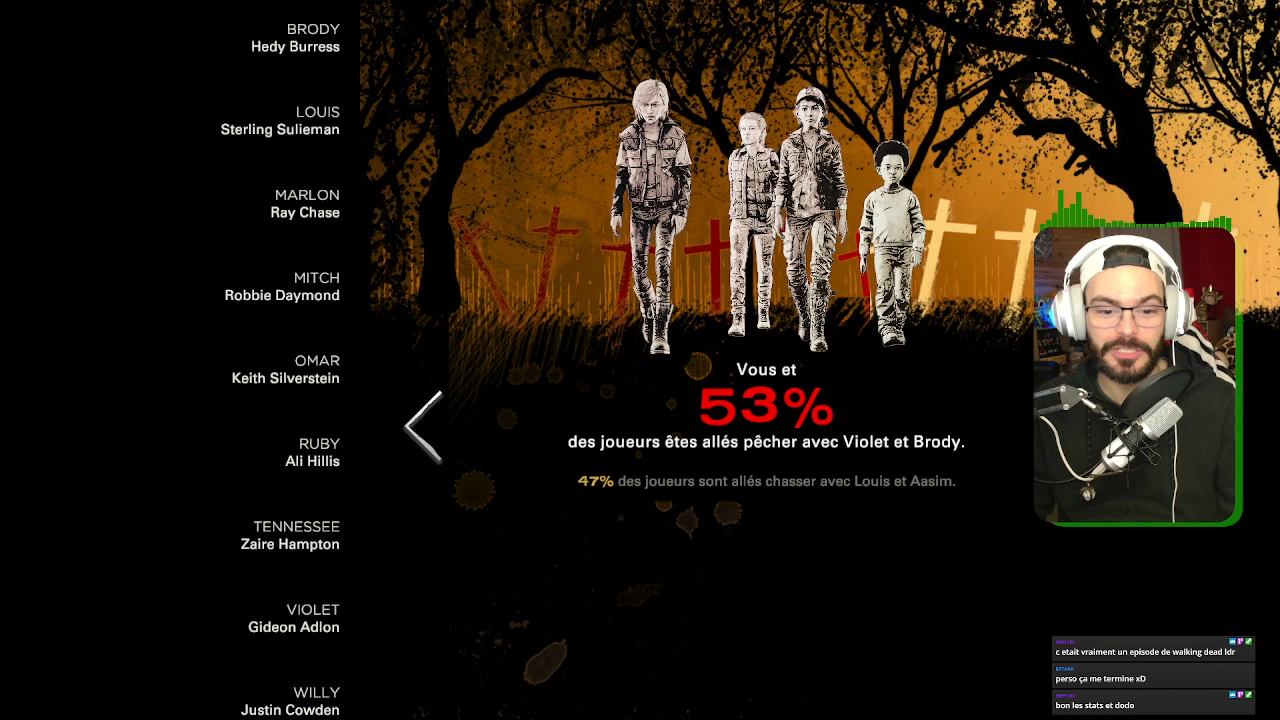 BRODY
Hedy Burress
LOUIS
Sterling Sulieman
MARLON
Ray Chase
MITCH
Robbie Daymond
OMAR
Keith Silverstein
RUBY
Ali Hillis
TENNESSEE
Zaire Hampton
VIOLET
Gideon Adlon
WILLY
Justin Cowden
Vous et
53%
des joueurs êtes allés pêcher avec Violet et Brody.
47% des joueurs sont allés chasser avec Louis et Aasim.
c etait vraiment un episode de walking dead ldr
perso ça me termine xD
bon les stats et dodo